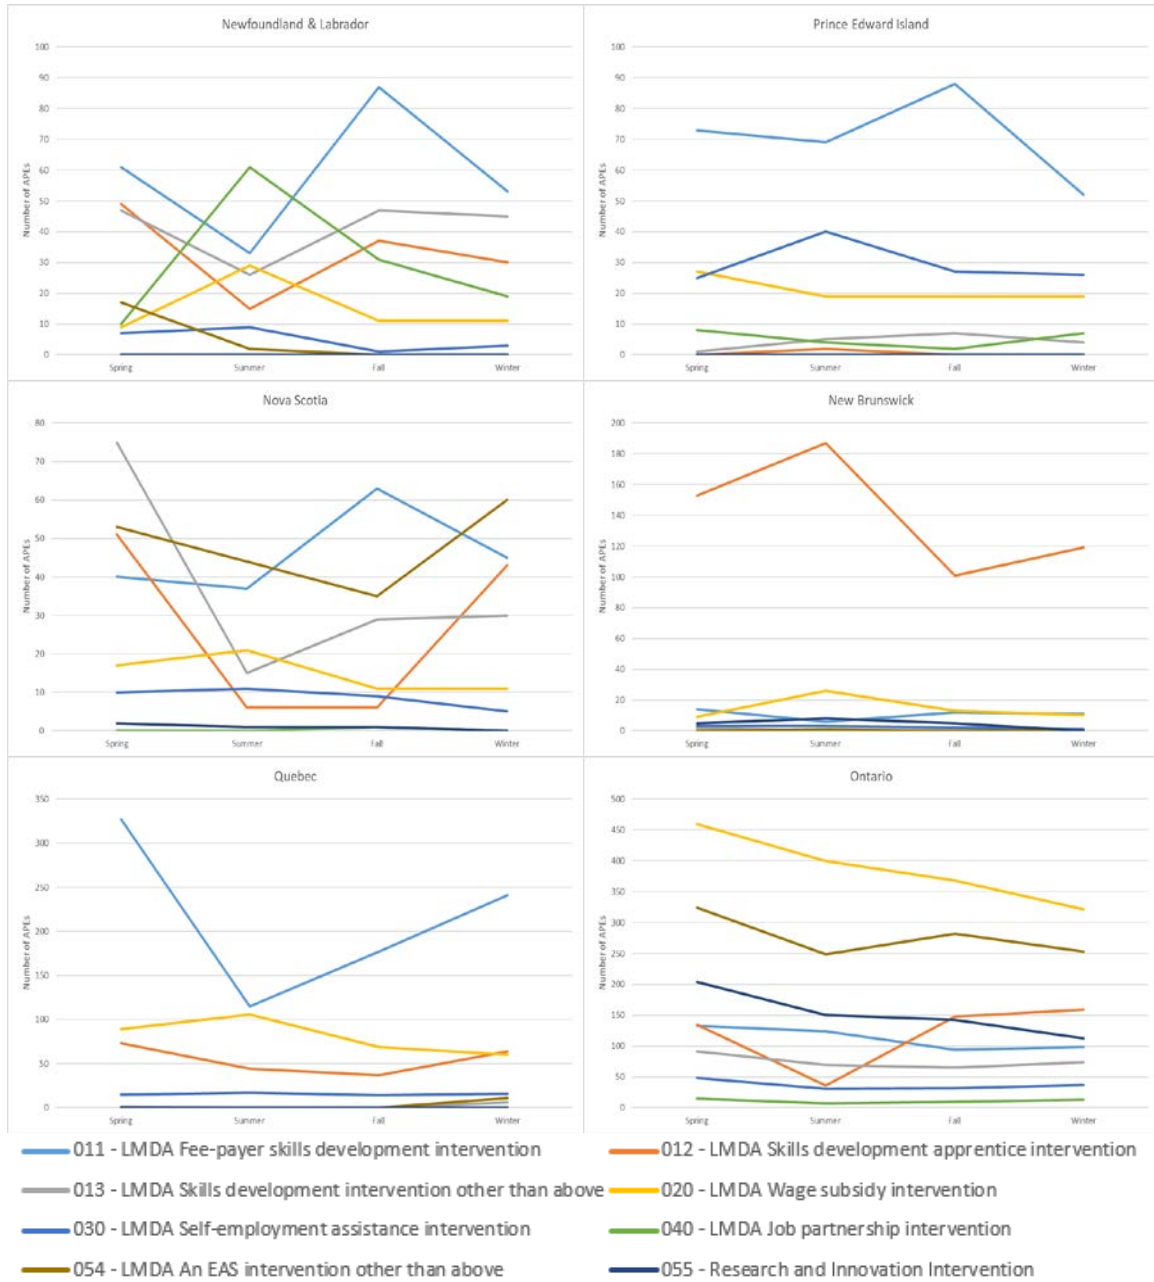 Newfoundland & Labrador
100
90
80
70
60
50
40
30
20
10
0
Number of APEs
Spring Summer Fall Winter
Prince Edward Island
100
90
80
70
60
50
40
30
20
10
0
Number of APEs
Spring Summer Fall Winter
Nova Scotia
80
70
60
50
40
30
20
10
0
Number of APEs
Spring Summer Fall Winter
New Brunswick
200
180
160
140
120
100
80
60
40
20
0
Number of APEs
Spring Summer Fall Winter
Quebec
350
300
250
200
150
100
50
0
Number of APEs
Spring Summer Fall Winter
Ontario
500
450
400
350
300
250
200
150
100
50
0
Number of APEs
Spring Summer Fall Winter
011 - LMDA Fee-payer skills development intervention
012 - LMDA Skills development apprentice intervention
013 - LMDA Skills development intervention other than above
020 - LMDA Wage subsidy intervention
030 - LMDA Self-employment assistance intervention
040 - LMDA Job partnership intervention
054 - LMDA An EAS intervention other than above
055 - Research and Innovation Intervention